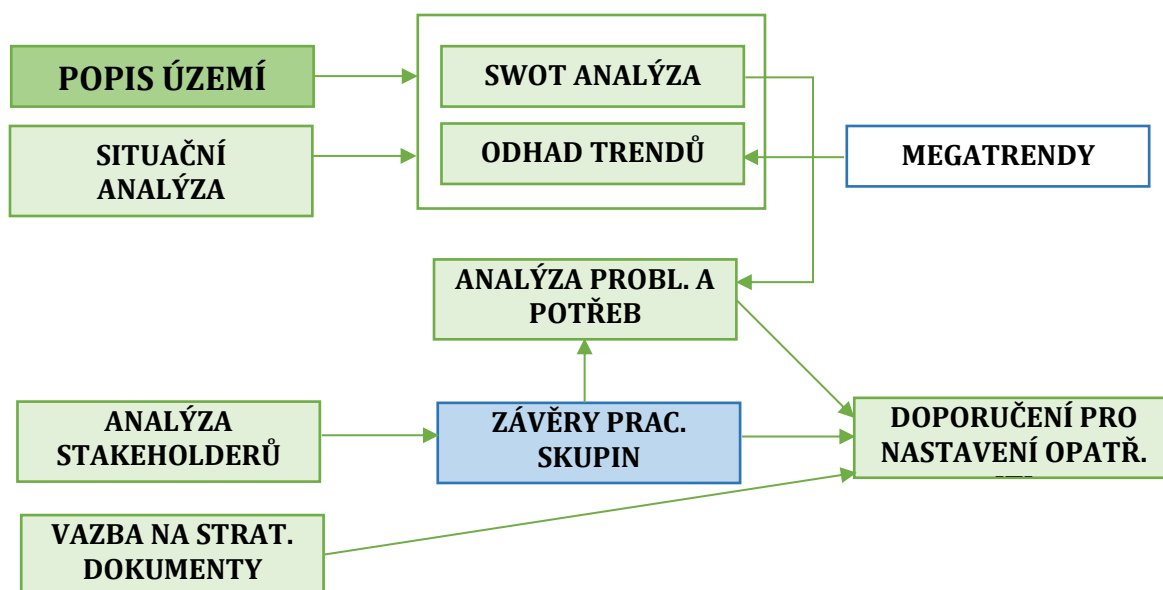 POPIS ÚZEMÍ
SWOT ANALÝZA
SITUAČNÍ
ANALÝZA
ODHAD TRENDŮ
MEGATRENDY
ANALÝZA PROBL. A
POTŘEB
ANALÝZA
STAKEHOLDERŮ
ZÁVĚRY PRAC.
SKUPIN
DOPORUČENÍ PRO
NASTAVENÍ OPATŘ.
VAZBA NA STRAT.
DOKUMENTY